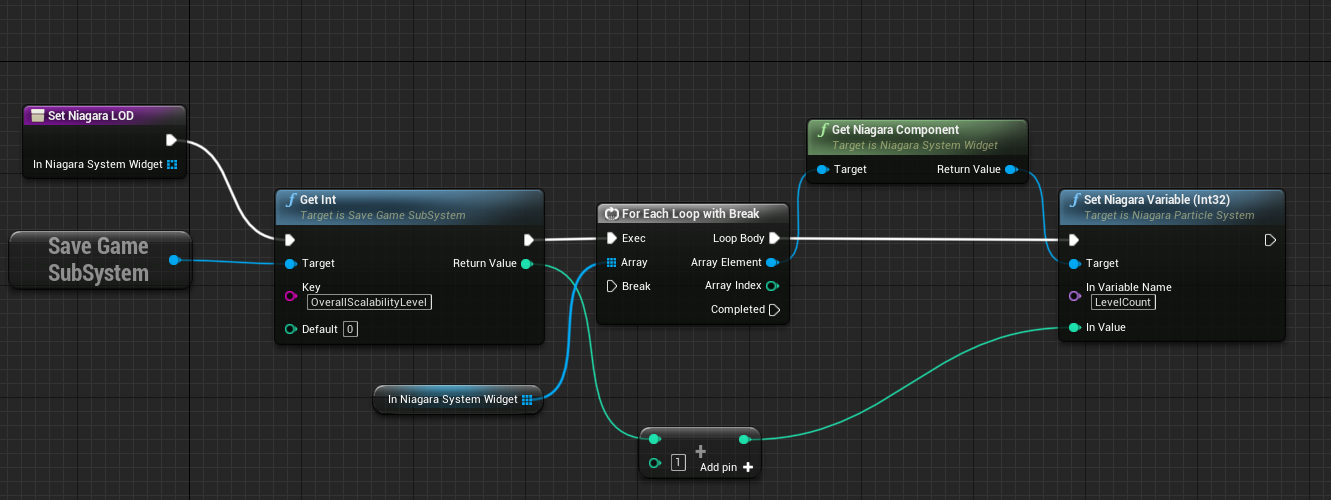 Set Niagara LOD
In Niagara System Widget
Save Game
SubSystem
Get Int
Target is Save Game SubSystem
Target
Return Value
Key
OverallScalabilityLevel
Default 0
In Niagara System Widget
For Each Loop with Break
Exec
Loop Body
Array
Array Element
Break
Array Index
Completed
1
Add pin
Get Niagara Component
Target is Niagara System Widget
Target
Return Value
Set Niagara Variable (Int32)
Target is Niagara Particle System
Target
In Variable Name
LevelCount
In Value